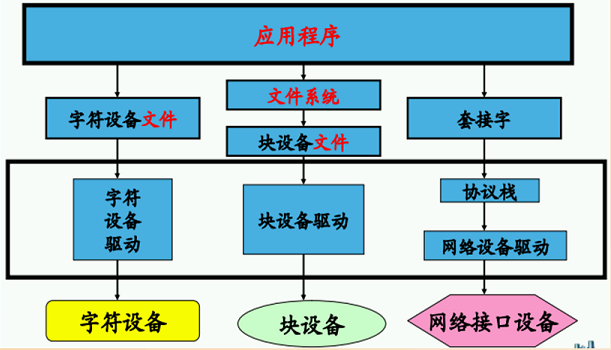 应用程序
字符设备文件
文件系统
块设备文件
套接字
字符
设备
驱动
块设备驱动
协议栈
网络设备驱动
字符设备
块设备
网络接口设备